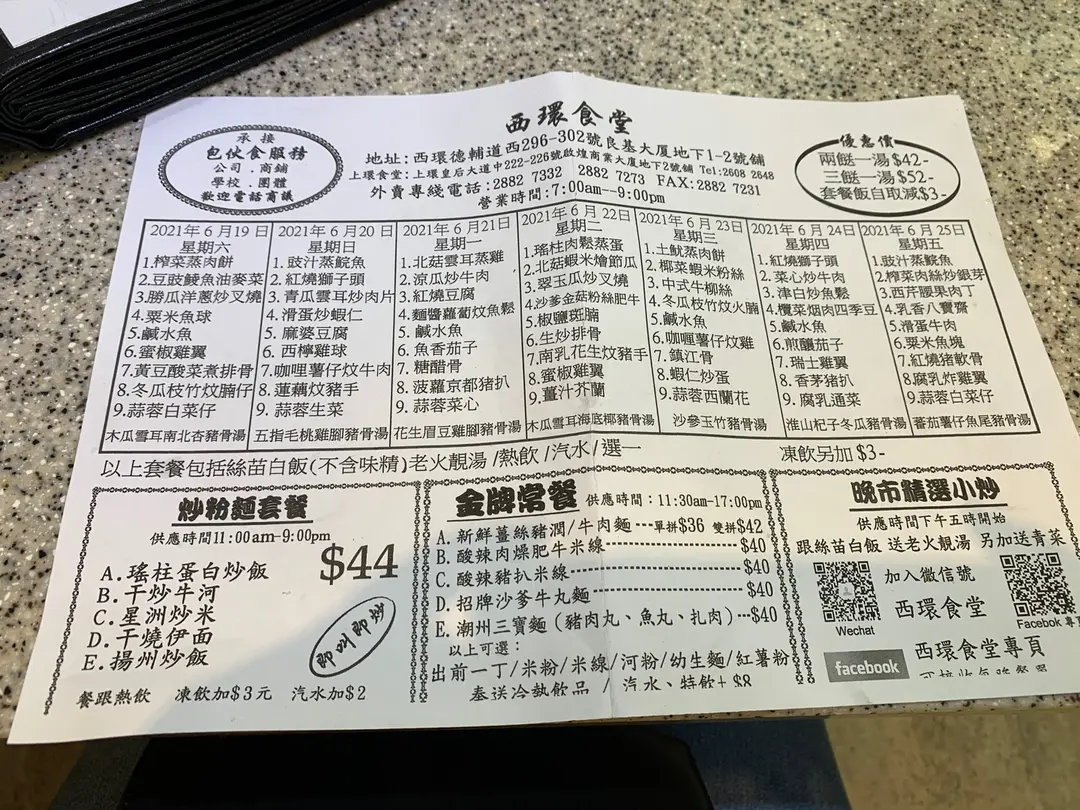 西環食堂
承接
包伙食服務
公司.商鋪
學校.團體
歡迎電話商議
地址:西環德輔道西296-302號良基大厦地下1-2號舖
上環食堂:上環皇后大道中222-226號啟煌商業大廈地下2號舖 Tel:2608 2648
外賣專綫電話:2882 7332 2882 7273 FAX:2882 7231
營業時間:7:00am--9:00pm
優惠價
兩餸一湯$42-
三餸一湯$52-
套餐飯自取減$3-
2021年6月19日
星期六
1.榨菜蒸肉餅
2.豆豉鯪魚油麥菜
3.勝瓜洋蔥炒叉燒
4.粟米魚球
5.鹹水魚
6.蜜椒雞翼
7.黃豆酸菜煮排骨
8.冬瓜枝竹炆腩仔
9.蒜蓉白菜仔
木瓜雪耳南北杏豬骨湯
2021年6月20日
星期日
1.豉汁蒸鯇魚
2.紅燒獅子頭
3.青瓜雲耳炒肉片
4.滑蛋炒蝦仁
5.麻婆豆腐
6.西檸雞球
7.咖喱薯仔炆牛肉
8.蓮藕炆豬手
9.蒜蓉生菜
五指毛桃雞腳豬骨湯
2021年6月21日
星期一
1.北菇雲耳蒸雞
2.涼瓜炒牛肉
3.紅燒豆腐
4.麵醬蘿蔔炆魚鬆
5.鹹水魚
6.魚香茄子
7.糖醋骨
8.菠蘿京都猪扒
9.蒜蓉菜心
花生眉豆雞腳豬骨湯
2021年6月22日
星期二
1.瑤柱肉鬆蒸蛋
2.北菇蝦米燴節瓜
3.翠玉瓜炒叉燒
4.沙爹金菇粉絲肥牛
5.椒鹽斑腩
6.生炒排骨
7.南乳花生炆豬手
8.蜜椒雞翼
9.薑汁芥蘭
木瓜雪耳海底椰豬骨湯
2021年6月23日
星期三
1.土魷蒸肉餅
2.椰菜蝦米粉絲
3.中式牛柳絲
4.冬瓜枝竹炆火腩
5.鹹水魚
6.咖喱薯仔炆雞
7.鎮江骨
8.蝦仁炒蛋
9.蒜蓉西蘭花
沙參玉竹豬骨湯
2021年6月24日
星期四
1.紅燒獅子頭
2.菜心炒牛肉
3.津白炒魚鬆
4.欖菜焗肉四季豆
5.鹹水魚
6.煎釀茄子
7.瑞士雞翼
8.香茅猪扒
9.腐乳通菜
淮山杞子冬瓜豬骨湯
2021年6月25日
星期五
1.豉汁蒸鯇魚
2.榨菜肉絲炒銀芽
3.西芹腰果肉丁
4.乳香八寶齋
5.滑蛋牛肉
6.粟米魚塊
7.紅燒猪軟骨
8.腐乳炸雞翼
9.蒜蓉白菜仔
蕃茄薯仔魚尾豬骨湯
以上套餐包括絲苗白飯(不含味精)老火靚湯/熱飲/汽水/選一
凍飲另加$3-
炒粉麵套餐
供應時間11:00am-9:00pm
$44
A.瑤柱蛋白炒飯
B.干炒牛河
C.星洲炒米
D.干燒伊面
E.揚州炒飯
即叫即炒
餐跟熱飲 凍飲加$3元 汽水加$2
金牌常餐 供應時間:11:30am-17:00pm
A.新鮮薑絲豬潤/牛肉麵---單拼$36 雙拼$42
B.酸辣肉燥肥牛米線----$40
C.酸辣豬扒米線----$40
D.招牌沙爹牛丸麵----$40
E.潮州三寶麵(豬肉丸、魚丸、扎肉)---$40
以上可選:
出前一丁/米粉/米線/河粉/幼生麵/紅薯粉
奉送冷熱飲品/汽水、特飲+$8
晚市精選小炒
供應時間下午五時開始
跟絲苗白飯 送老火靚湯 另加送青菜
加入微信號
西環食堂
Wechat
Facebok
facebook
西環食堂專頁